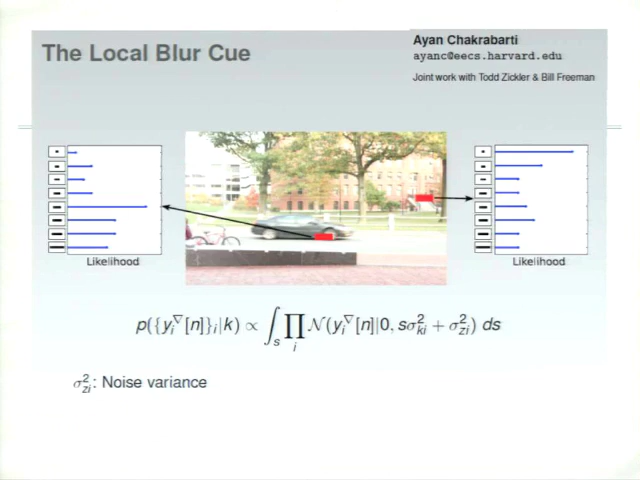 The Local Blur Cue
Ayan Chakrabarti
ayanc@eecs.harvard.edu
Joint work with Todd Zickler & Bill Freeman
Likelihood
Likelihood
p({y_i^∇[n]}_i|k) ∝ ∫_s ∏_i N(y_i^∇[n]|0, sσ_{ki}^2 + σ_{zi}^2) ds
σ_{zi}^2: Noise variance